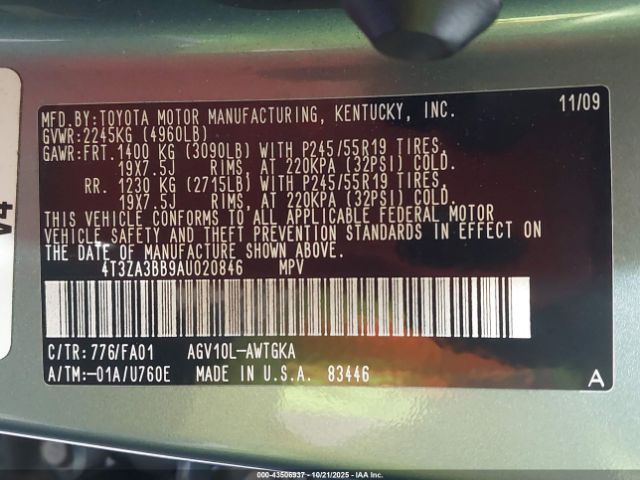 MFD.BY:TOYOTA MOTOR MANUFACTURING, KENTUCKY, INC. 11/09
GVWR:2245KG (4960LB)
GAWR:FRT. 1400 KG (3090LB) WITH P245/55R19 TIRES,
19X7.5J RIMS, AT 220KPA (32PSI) COLD.
RR. 1230 KG (2715LB) WITH P245/55R19 TIRES,
19X7.5J RIMS, AT 220KPA (32PSI) COLD.
THIS VEHICLE CONFORMS TO ALL APPLICABLE FEDERAL MOTOR
VEHICLE SAFETY AND THEFT PREVENTION STANDARDS IN EFFECT ON
THE DATE OF MANUFACTURE SHOWN ABOVE.
4T3ZA3BB9AU020846 MPV
C/TR:776/FA01 AGV10L-AWTGKA
A/TM:-01A/U760E MADE IN U.S.A. 83446 A
V4
000-43506937 - 10/21/2025 - IAAI.com